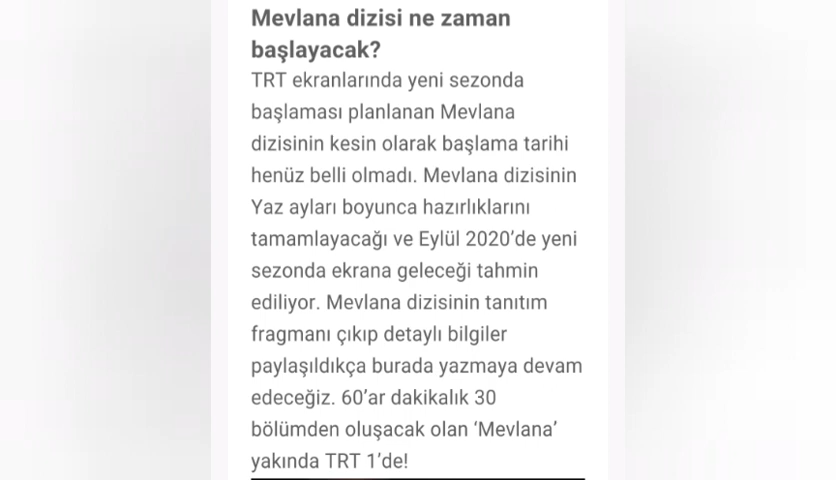 Mevlana dizisi ne zaman
başlayacak?
TRT ekranlarında yeni sezonda
başlaması planlanan Mevlana
dizisinin kesin olarak başlama tarihi
henüz belli olmadı. Mevlana dizisinin
Yaz ayları boyunca hazırlıklarını
tamamlayacağı ve Eylül 2020’de yeni
sezonda ekrana geleceği tahmin
ediliyor. Mevlana dizisinin tanıtım
fragmanı çıkıp detaylı bilgiler
paylaşıldıkça burada yazmaya devam
edeceğiz. 60’ar dakikalık 30
bölümden oluşacak olan ‘Mevlana’
yakında TRT 1’de!